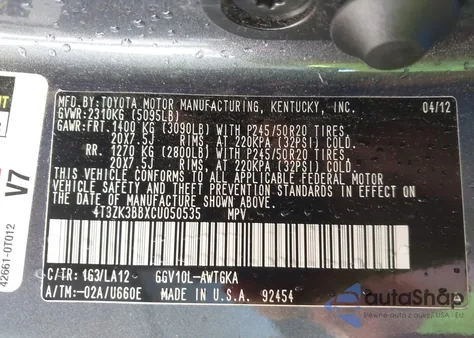 MFD.BY:TOYOTA MOTOR MANUFACTURING, KENTUCKY, INC. 04/12
GVWR:2310KG (5095LB)
GAWR:FRT.1400 KG (3090LB) WITH P245/50R20 TIRES,
20X7.5J RIMS, AT 220KPA (32PSI) COLD.
RR. 1270 KG (2800LB) WITH P245/50R20 TIRES,
20X7.5J RIMS, AT 220KPA (32PSI) COLD.
THIS VEHICLE CONFORMS TO ALL APPLICABLE FEDERAL MOTOR
VEHICLE SAFETY STANDARDS IN EFFECT ON
THE DATE OF MANUFACTURE SHOWN ABOVE.
4T3ZK3BBXCU050535 MPV
C/TR: 1G3/LA12 GGV10L-AWTGKA
A/TM:-02A/U660E MADE IN U.S.A. 92454
V7
42661-0T012
autoShop